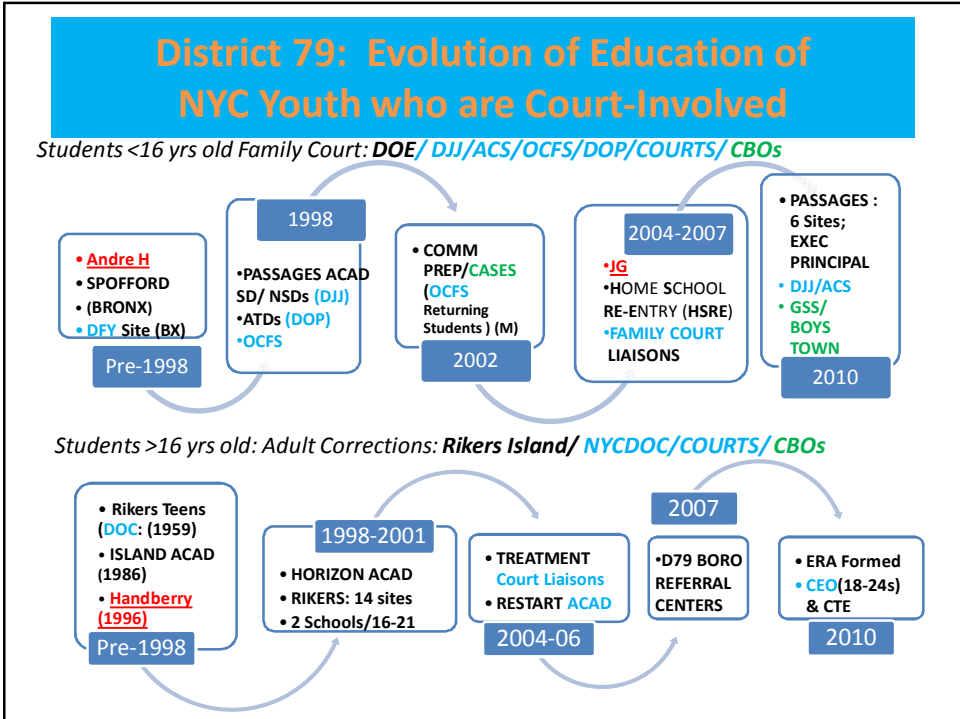 District 79: Evolution of Education of
NYC Youth who are Court-Involved
Students <16 yrs old Family Court: DOE/ DJJ/ACS/OCFS/DOP/COURTS/ CBOs
• Andre H
• SPOFFORD
• (BRONX)
• DFY Site (BX)
Pre-1998
1998
•PASSAGES ACAD
SD/ NSDs (DJJ)
•ATDs (DOP)
•OCFS
• COMM
PREP/CASES
(OCFS
Returning
Students ) (M)
2002
2004-2007
•JG
•HOME SCHOOL
RE-ENTRY (HSRE)
•FAMILY COURT
LIAISONS
• PASSAGES :
6 Sites;
EXEC
PRINCIPAL
• DJJ/ACS
• GSS/
BOYS
TOWN
2010
Students >16 yrs old: Adult Corrections: Rikers Island/ NYCDOC/COURTS/ CBOs
• Rikers Teens
(DOC: (1959)
• ISLAND ACAD
(1986)
• Handberry
(1996)
Pre-1998
1998-2001
• HORIZON ACAD
• RIKERS: 14 sites
• 2 Schools/16-21
• TREATMENT
Court Liaisons
• RESTART ACAD
2004-06
2007
•D79 BORO
REFERRAL
CENTERS
• ERA Formed
• CEO(18-24s)
& CTE
2010